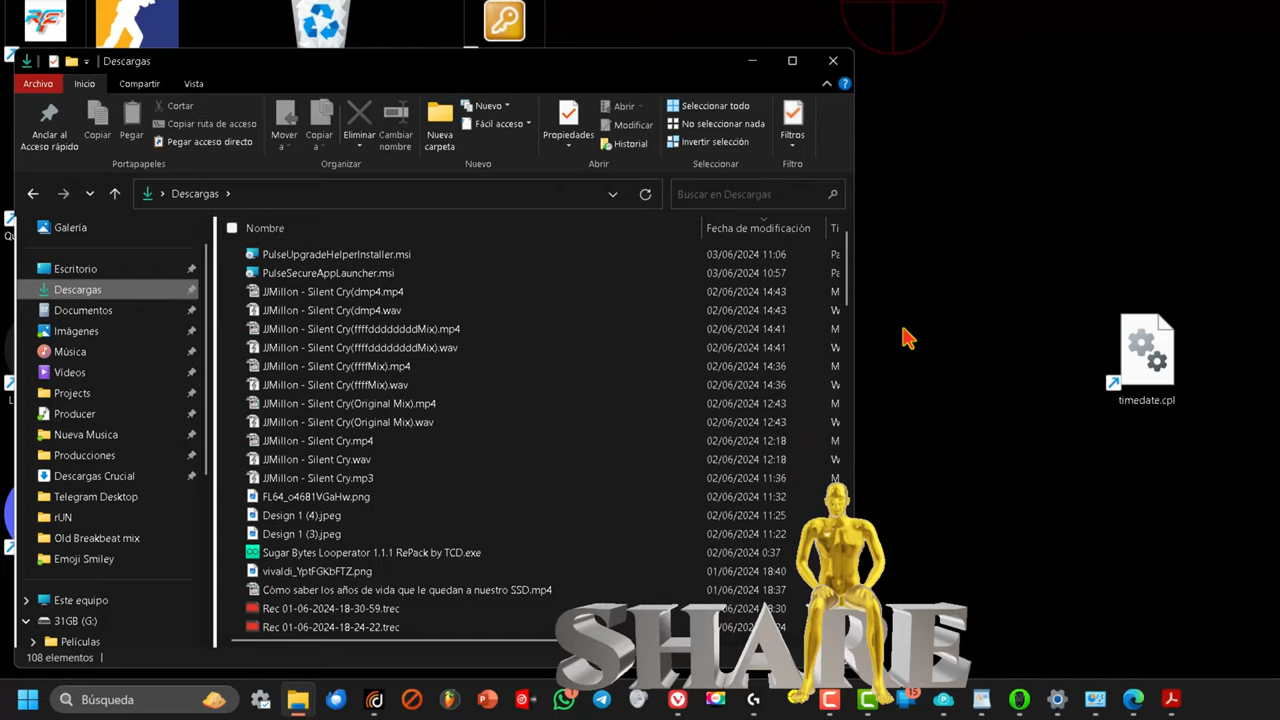 Descargas
Archivo Inicio Compartir Vista
Anclar al Acceso rápido
Copiar
Pegar
Cortar
Copiar ruta de acceso
Pegar acceso directo
Mover a
Copiar a
Eliminar
Cambiar nombre
Nueva carpeta
Nuevo
Fácil acceso
Propiedades
Abrir
Modificar
Historial
Seleccionar todo
No seleccionar nada
Invertir selección
Filtros
Portapapeles Organizar Nuevo Abrir Seleccionar Filtro
Descargas
Buscar en Descargas
Galería
Escritorio
Descargas
Documentos
Imágenes
Música
Vídeos
Projects
Producer
Nueva Musica
Producciones
Descargas Crucial
Telegram Desktop
rUN
Old Breakbeat mix
Emoji Smiley
Este equipo
31GB (G:)
Películas
Nombre Fecha de modificación Ti
PulseUpgradeHelperInstaller.msi 03/06/2024 11:06 Pa
PulseSecureAppLauncher.msi 03/06/2024 10:57 Pa
JJMillon - Silent Cry(dmp4.mp4 02/06/2024 14:43 M
JJMillon - Silent Cry(dmp4.wav 02/06/2024 14:43 W
JJMillon - Silent Cry(ffffddddddddMix).mp4 02/06/2024 14:41 M
JJMillon - Silent Cry(ffffddddddddMix).wav 02/06/2024 14:41 W
JJMillon - Silent Cry(ffffMix).mp4 02/06/2024 14:36 M
JJMillon - Silent Cry(ffffMix).wav 02/06/2024 14:36 W
JJMillon - Silent Cry(Original Mix).mp4 02/06/2024 12:43 M
JJMillon - Silent Cry(Original Mix).wav 02/06/2024 12:43 W
JJMillon - Silent Cry.mp4 02/06/2024 12:18 M
JJMillon - Silent Cry.wav 02/06/2024 12:18 W
JJMillon - Silent Cry.mp3 02/06/2024 11:36 M
FL64_o46B1VGaHw.png 02/06/2024 11:32
Design 1 (4).jpeg 02/06/2024 11:25
Design 1 (3).jpeg 02/06/2024 11:22
Sugar Bytes Looperator 1.1.1 RePack by TCD.exe 02/06/2024 0:37
vivaldi_YptFGKbFTZ.png 01/06/2024 18:40
Cómo saber los años de vida que le quedan a nuestro SSD.mp4 01/06/2024 18:37
Rec 01-06-2024-18-30-59.trec
Rec 01-06-2024-18-24-22.trec
108 elementos
timedate.cpl
SHARE
Búsqueda
15